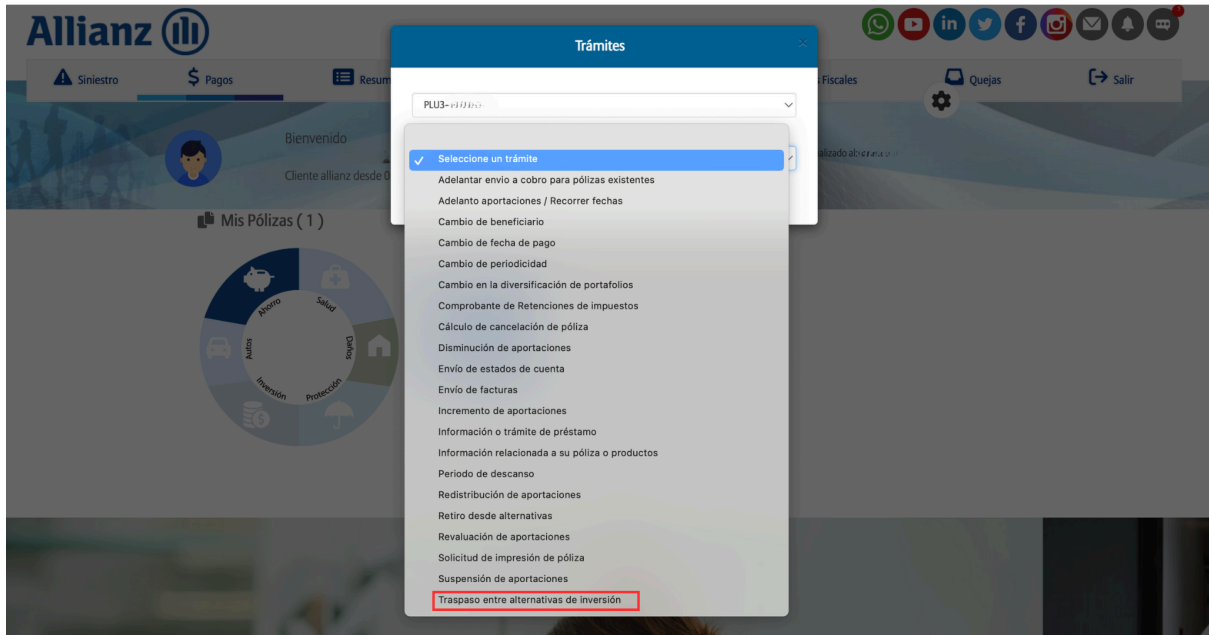 Allianz
Trámites
Siniestro
$ Pagos
Resum
Fiscales
Quejas
Salir
PLU3-
Bienvenido
Cliente allianz desde 0
alizado al:
Mis Pólizas ( 1 )
Ahorro
Salud
Daños
Protección
Inversión
Autos
✓ Seleccione un trámite
Adelantar envio a cobro para pólizas existentes
Adelanto aportaciones / Recorrer fechas
Cambio de beneficiario
Cambio de fecha de pago
Cambio de periodicidad
Cambio en la diversificación de portafolios
Comprobante de Retenciones de impuestos
Cálculo de cancelación de póliza
Disminución de aportaciones
Envío de estados de cuenta
Envío de facturas
Incremento de aportaciones
Información o trámite de préstamo
Información relacionada a su póliza o productos
Periodo de descanso
Redistribución de aportaciones
Retiro desde alternativas
Revaluación de aportaciones
Solicitud de impresión de póliza
Suspensión de aportaciones
Traspaso entre alternativas de inversión